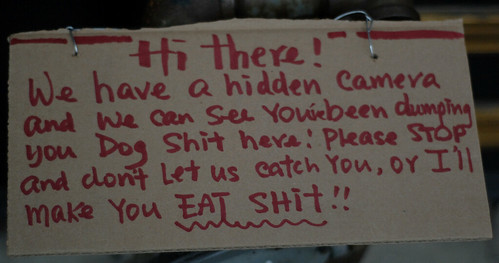 Hi there!
We have a hidden Camera
and we can see You've been dumping
you Dog Shit here! Please STOP
and don't Let us catch You, or I'll
make You EAT SHit!!